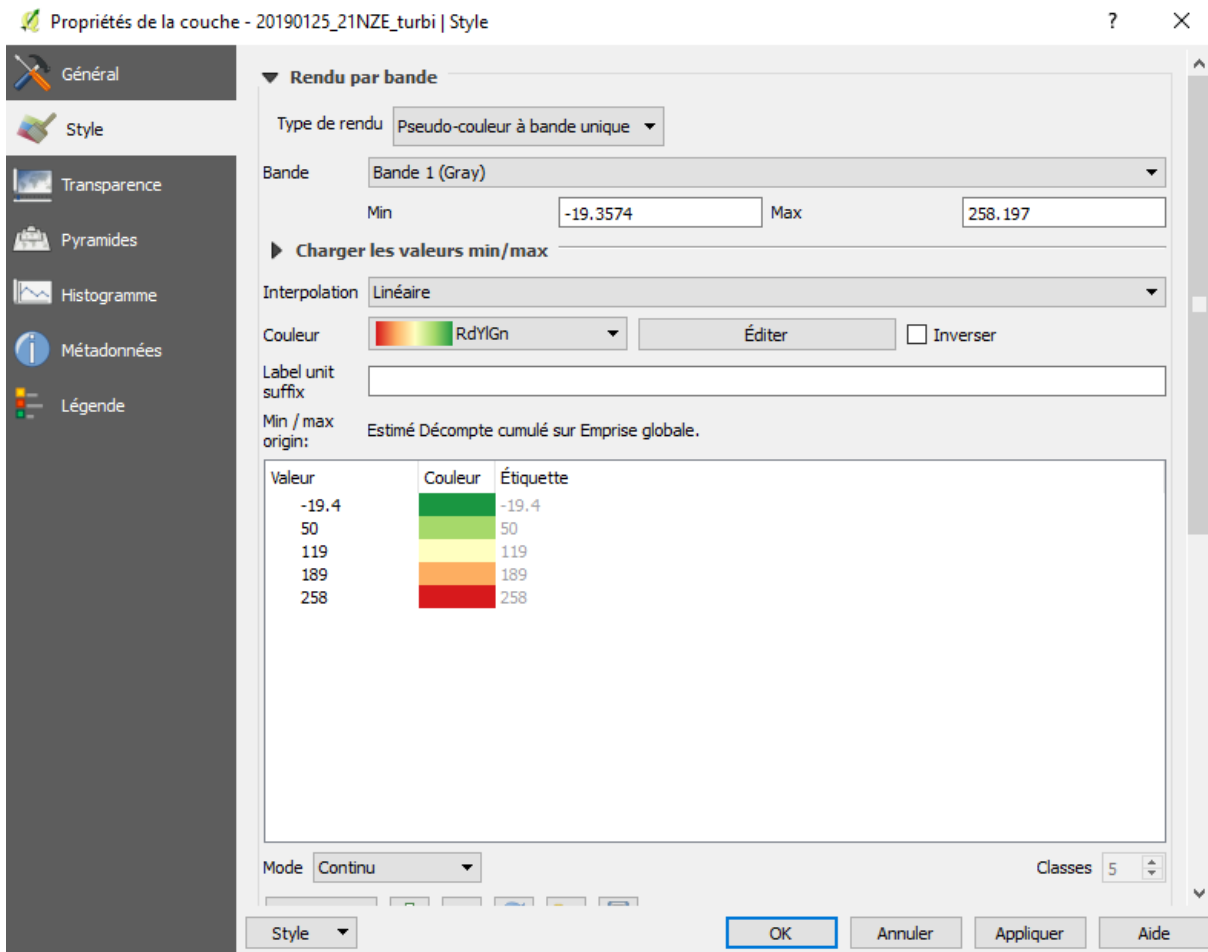 Propriétés de la couche - 20190125_21NZE_turbi | Style
? ×
Général
Style
Transparence
Pyramides
Histogramme
Métadonnées
Légende
Rendu par bande
Type de rendu Pseudo-couleur à bande unique
Bande Bande 1 (Gray)
Min -19.3574 Max 258.197
Charger les valeurs min/max
Interpolation Linéaire
Couleur RdYlGn Éditer Inverser
Label unit
suffix
Min / max
origin: Estimé Décompte cumulé sur Emprise globale.
Valeur Couleur Étiquette
-19.4 -19.4
50 50
119 119
189 189
258 258
Mode Continu Classes 5
Style OK Annuler Appliquer Aide